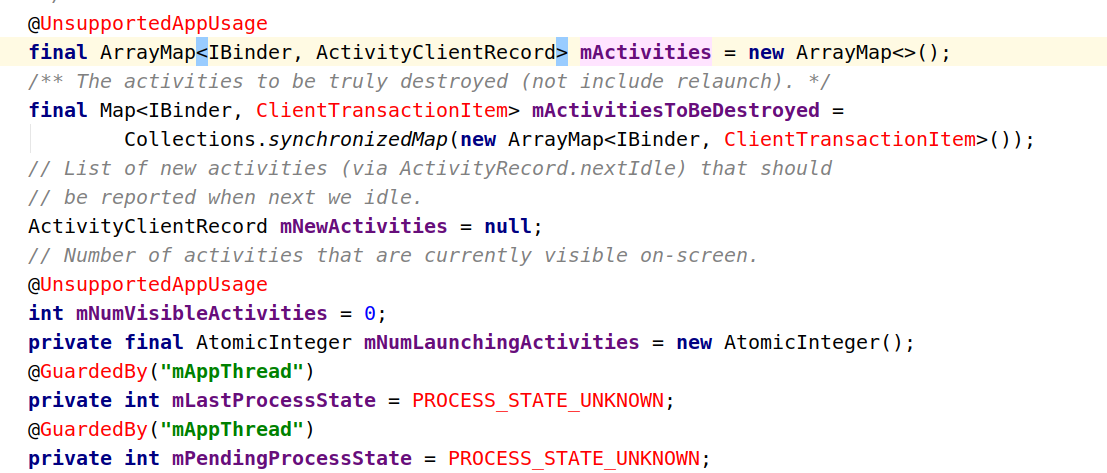 @UnsupportedAppUsage
final ArrayMap<IBinder, ActivityClientRecord> mActivities = new ArrayMap<>();
/** The activities to be truly destroyed (not include relaunch). */
final Map<IBinder, ClientTransactionItem> mActivitiesToBeDestroyed =
Collections.synchronizedMap(new ArrayMap<IBinder, ClientTransactionItem>());
// List of new activities (via ActivityRecord.nextIdle) that should
// be reported when next we idle.
ActivityClientRecord mNewActivities = null;
// Number of activities that are currently visible on-screen.
@UnsupportedAppUsage
int mNumVisibleActivities = 0;
private final AtomicInteger mNumLaunchingActivities = new AtomicInteger();
@GuardedBy("mAppThread")
private int mLastProcessState = PROCESS_STATE_UNKNOWN;
@GuardedBy("mAppThread")
private int mPendingProcessState = PROCESS_STATE_UNKNOWN;